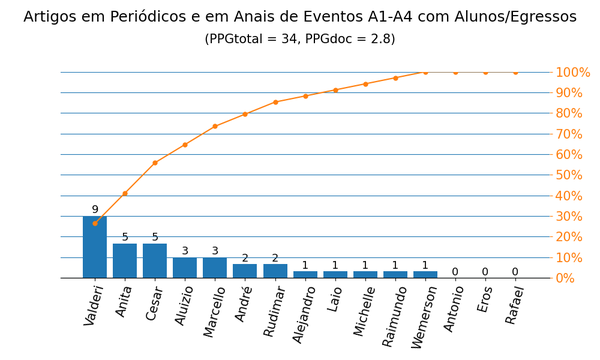 Artigos em Periódicos e em Anais de Eventos A1-A4 com Alunos/Egressos
(PPGtotal = 34, PPGdoc = 2.8)
100%
90%
80%
70%
60%
50%
40%
30%
20%
10%
0%
9
5
5
3
3
2
2
1
1
1
1
1
0
0
0
Valderi
Anita
Cesar
Aluizio
Marcello
André
Rudimar
Alejandro
Laio
Michelle
Raimundo
Wemerson
Antonio
Eros
Rafael